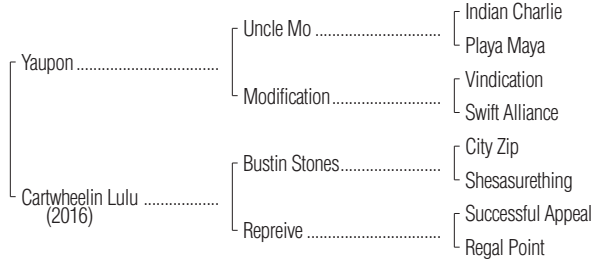 Indian Charlie
Uncle Mo ............................
Playa Maya
Yaupon ................................
Vindication
Modification........................
Swift Alliance
City Zip
Bustin Stones......................
Shesasurething
Cartwheelin Lulu .................
(2016)
Successful Appeal
Repreive ..............................
Regal Point